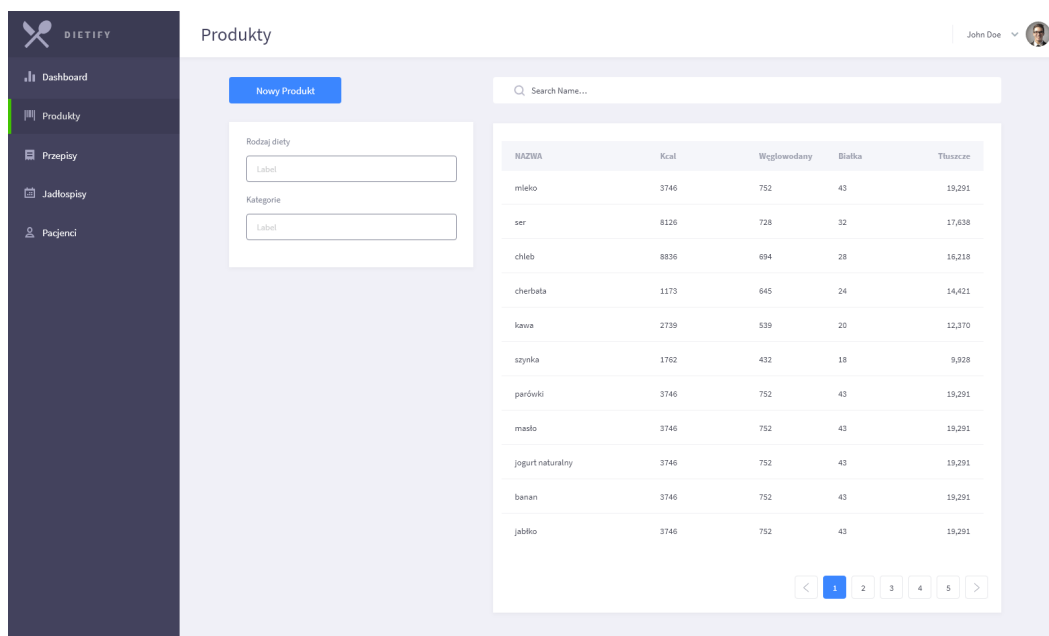 DIETIFY
Produkty
John Doe
Dashboard
Produkty
Przepisy
Jadłospisy
Pacjenci
Nowy Produkt
Search Name...
Rodzaj diety
Label
Kategorie
Label
NAZWA Kcal Węglowodany Białka Tłuszcze
mleko 3746 752 43 19,291
ser 8126 728 32 17,638
chleb 8836 694 28 16,218
cherbata 1173 645 24 14,421
kawa 2739 539 20 12,370
szynka 1762 432 18 9,928
parówki 3746 752 43 19,291
masło 3746 752 43 19,291
jogurt naturalny 3746 752 43 19,291
banan 3746 752 43 19,291
jabłko 3746 752 43 19,291
1 2 3 4 5